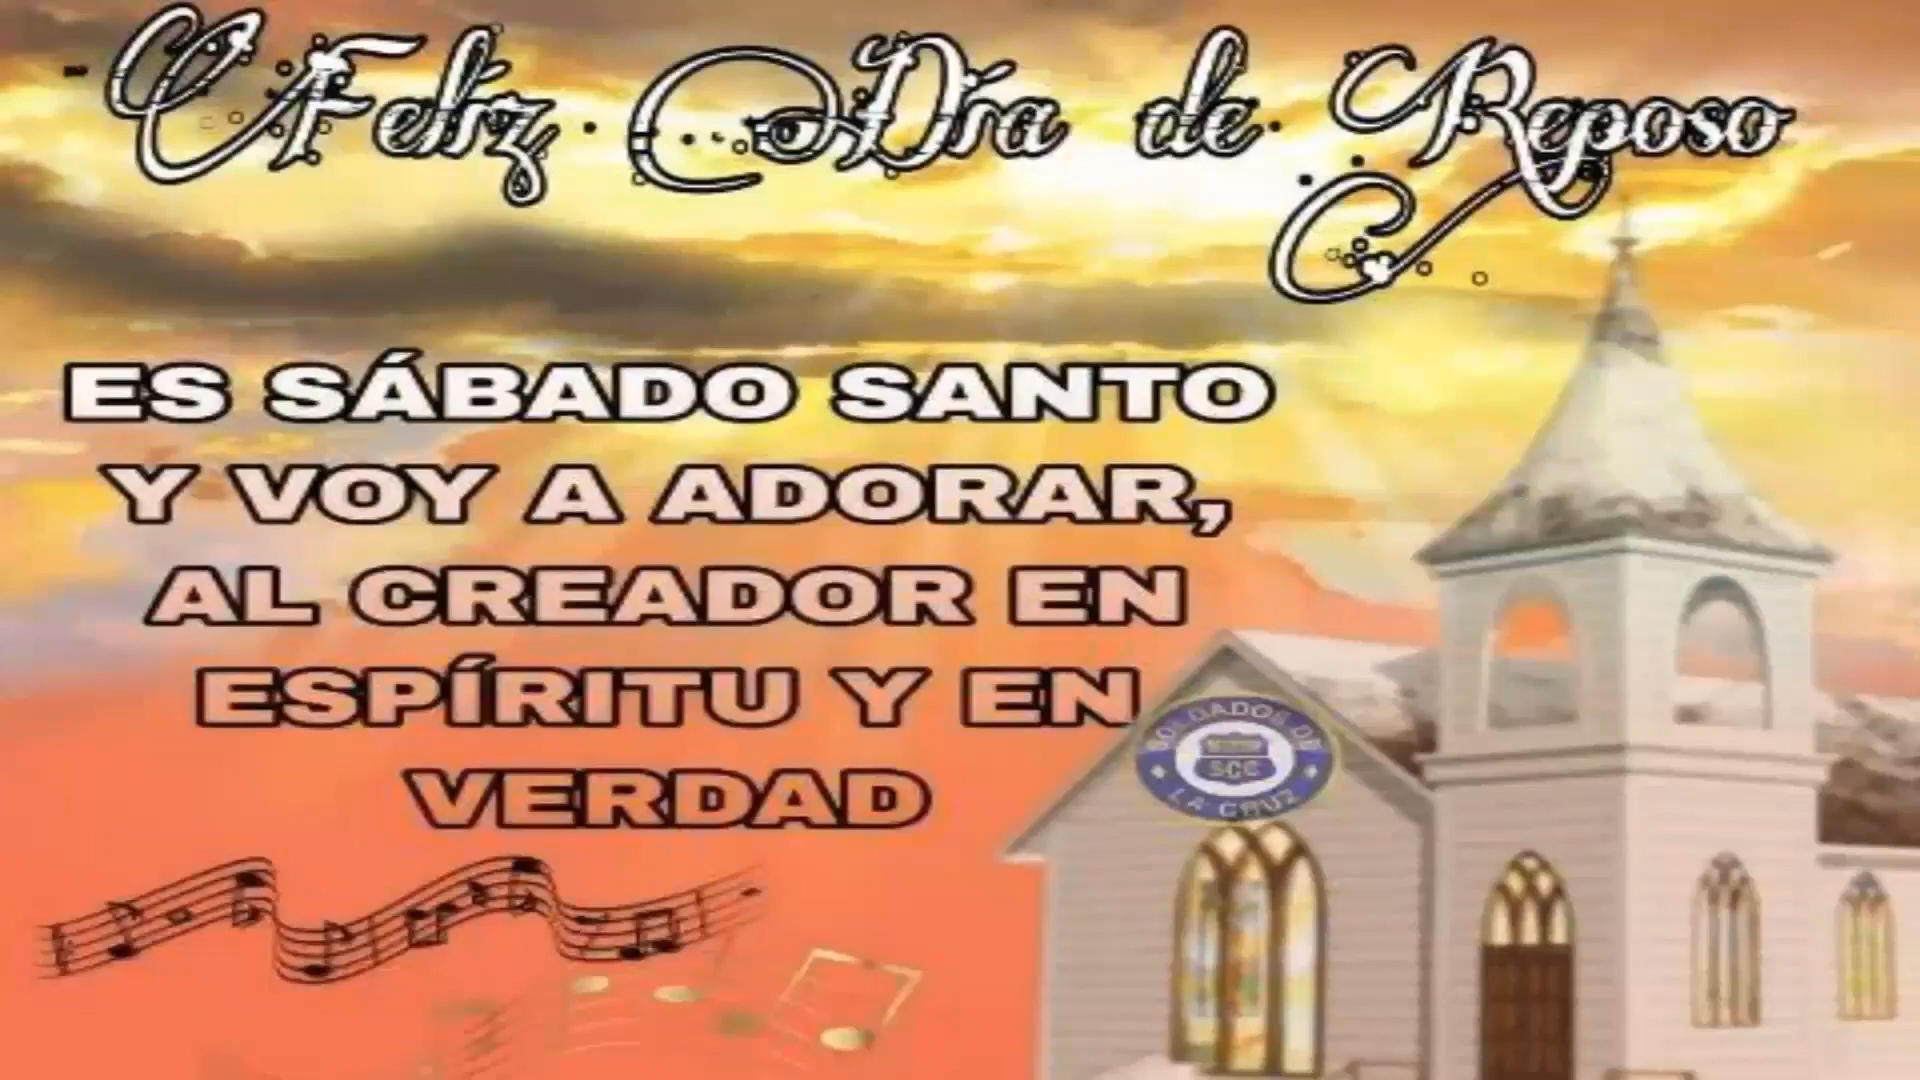 Feliz Día de Reposo
ES SÁBADO SANTO
Y VOY A ADORAR,
AL CREADOR EN
ESPÍRITU Y EN
VERDAD
SOLDADOS DE
SCC
LA CRUZ